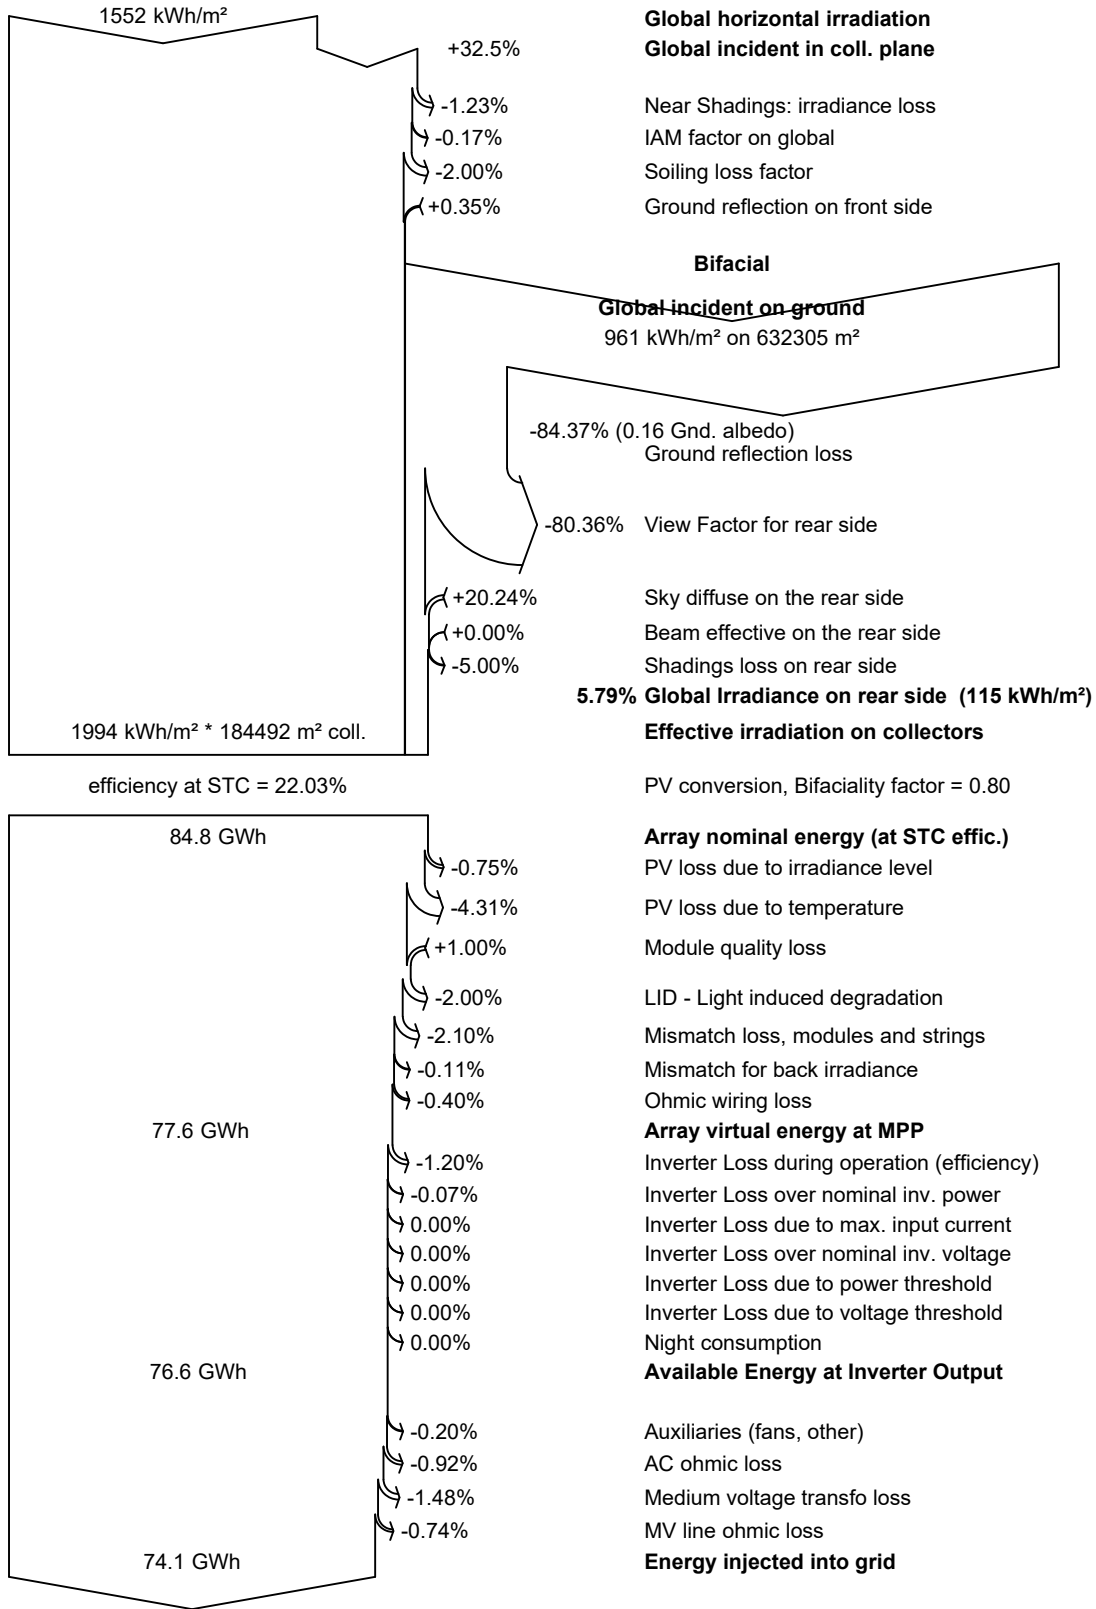 1552 kWh/m² Global horizontal irradiation
+32.5% Global incident in coll. plane
-1.23% Near Shadings: irradiance loss
-0.17% IAM factor on global
-2.00% Soiling loss factor
+0.35% Ground reflection on front side
Bifacial
Global incident on ground
961 kWh/m² on 632305 m²
-84.37% (0.16 Gnd. albedo)
Ground reflection loss
-80.36% View Factor for rear side
+20.24% Sky diffuse on the rear side
+0.00% Beam effective on the rear side
-5.00% Shadings loss on rear side
5.79% Global Irradiance on rear side (115 kWh/m²)
1994 kWh/m² * 184492 m² coll. Effective irradiation on collectors
efficiency at STC = 22.03% PV conversion, Bifaciality factor = 0.80
84.8 GWh Array nominal energy (at STC effic.)
-0.75% PV loss due to irradiance level
-4.31% PV loss due to temperature
+1.00% Module quality loss
-2.00% LID - Light induced degradation
-2.10% Mismatch loss, modules and strings
-0.11% Mismatch for back irradiance
-0.40% Ohmic wiring loss
77.6 GWh Array virtual energy at MPP
-1.20% Inverter Loss during operation (efficiency)
-0.07% Inverter Loss over nominal inv. power
0.00% Inverter Loss due to max. input current
0.00% Inverter Loss over nominal inv. voltage
0.00% Inverter Loss due to power threshold
0.00% Inverter Loss due to voltage threshold
0.00% Night consumption
76.6 GWh Available Energy at Inverter Output
-0.20% Auxiliaries (fans, other)
-0.92% AC ohmic loss
-1.48% Medium voltage transfo loss
-0.74% MV line ohmic loss
74.1 GWh Energy injected into grid